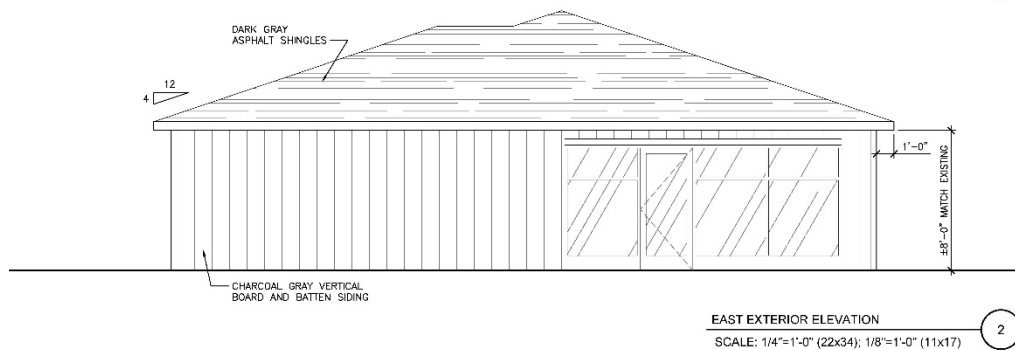 DARK GRAY
ASPHALT SHINGLES
12
4
1'-0"
±8'-0" MATCH EXISTING
CHARCOAL GRAY VERTICAL
BOARD AND BATTEN SIDING
EAST EXTERIOR ELEVATION
2
SCALE: 1/4"=1'-0" (22x34); 1/8"=1'-0" (11x17)